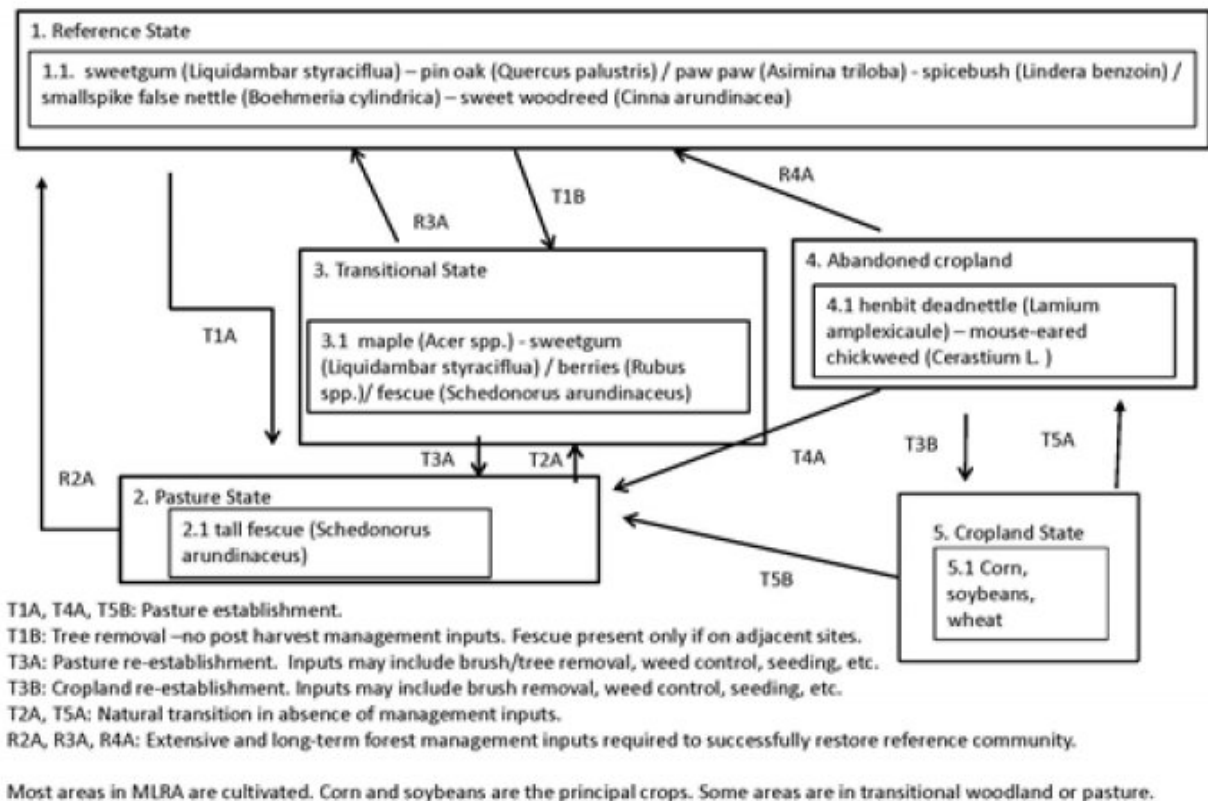 1. Reference State
1.1.  sweetgum (Liquidambar styraciflua) – pin oak (Quercus palustris) / paw paw (Asimina triloba) - spicebush (Lindera benzoin) /
smallspike false nettle (Boehmeria cylindrica) – sweet woodreed (Cinna arundinacea)
R4A
T1B
R3A
3. Transitional State
3.1  maple (Acer spp.) - sweetgum
(Liquidambar styraciflua) / berries (Rubus
spp.)/ fescue (Schedonorus arundinaceus)
4. Abandoned cropland
4.1 henbit deadnettle (Lamium
amplexicaule) – mouse-eared
chickweed (Cerastium L. )
T1A
T3A
T2A
T4A
T3B
T5A
R2A
2. Pasture State
2.1 tall fescue (Schedonorus
arundinaceus)
5. Cropland State
5.1 Corn,
soybeans,
wheat
T5B
T1A, T4A, T5B: Pasture establishment.
T1B: Tree removal –no post harvest management inputs. Fescue present only if on adjacent sites.
T3A: Pasture re-establishment.  Inputs may include brush/tree removal, weed control, seeding, etc.
T3B: Cropland re-establishment. Inputs may include brush removal, weed control, seeding, etc.
T2A, T5A: Natural transition in absence of management inputs.
R2A, R3A, R4A: Extensive and long-term forest management inputs required to successfully restore reference community.
Most areas in MLRA are cultivated. Corn and soybeans are the principal crops. Some areas are in transitional woodland or pasture.